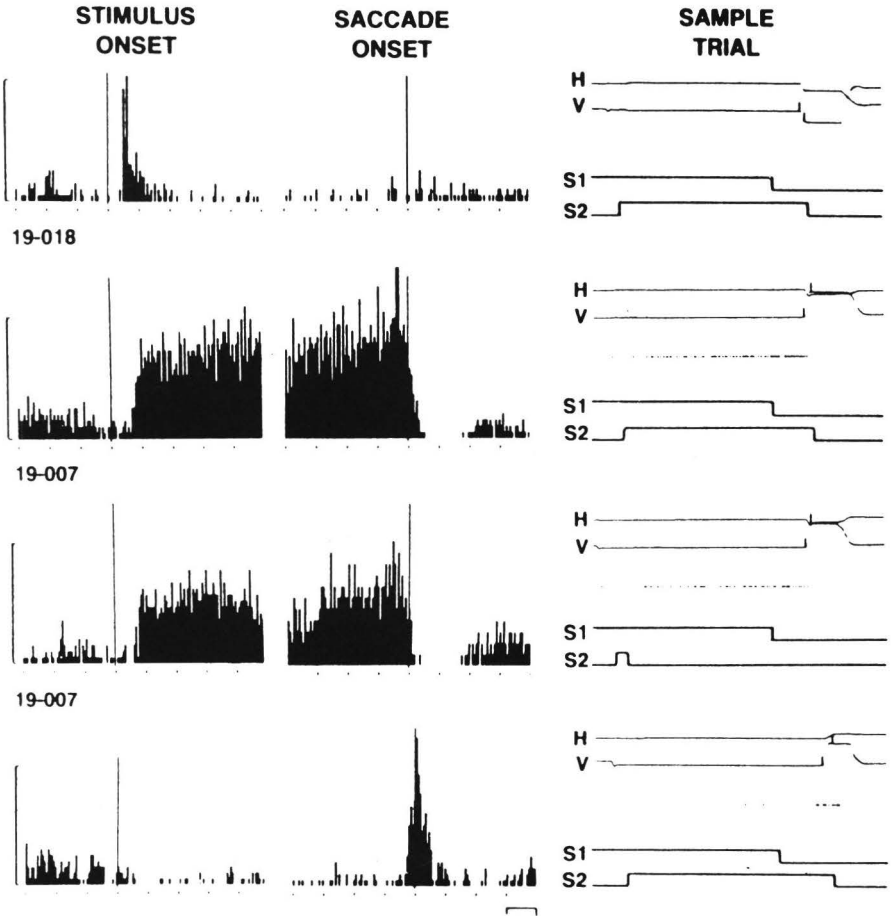 STIMULUS ONSET
SACCADE ONSET
SAMPLE TRIAL
H
V
S1
S2
19-018
H
V
S1
S2
19-007
H
V
S1
S2
19-007
H
V
S1
S2